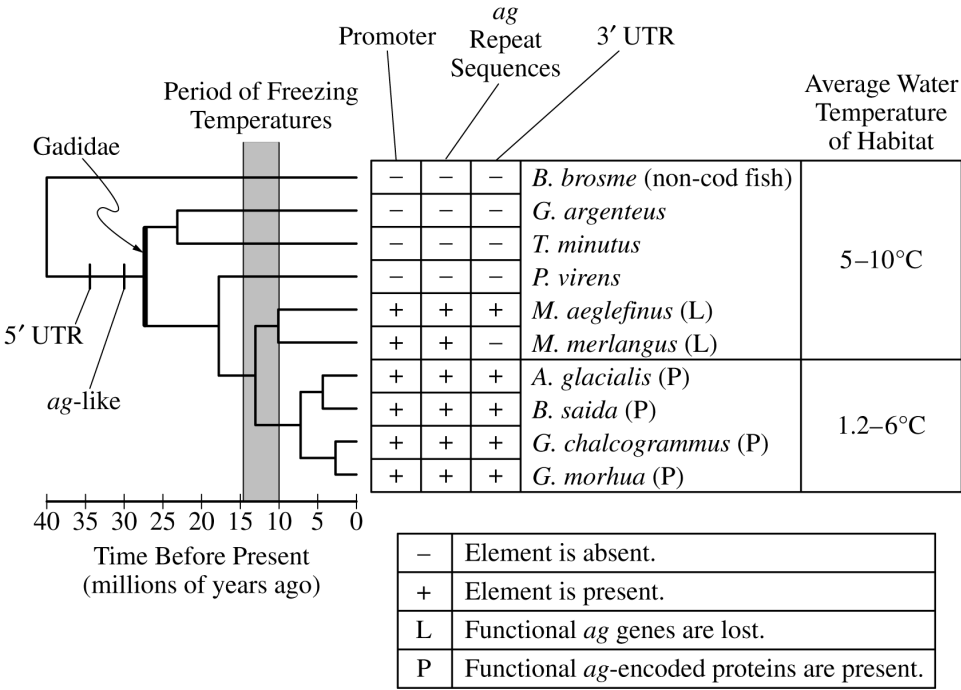 Promoter
ag
Repeat
Sequences
3′ UTR
Average Water
Temperature
of Habitat
Period of Freezing
Temperatures
Gadidae
5′ UTR
ag-like
– – – B. brosme (non-cod fish)
– – – G. argenteus
– – – T. minutus
– – – P. virens
+ + + M. aeglefinus (L)
+ + – M. merlangus (L)
5–10°C
+ + + A. glacialis (P)
+ + + B. saida (P)
+ + + G. chalcogrammus (P)
+ + + G. morhua (P)
1.2–6°C
40 35 30 25 20 15 10 5 0
Time Before Present
(millions of years ago)
– Element is absent.
+ Element is present.
L Functional ag genes are lost.
P Functional ag-encoded proteins are present.